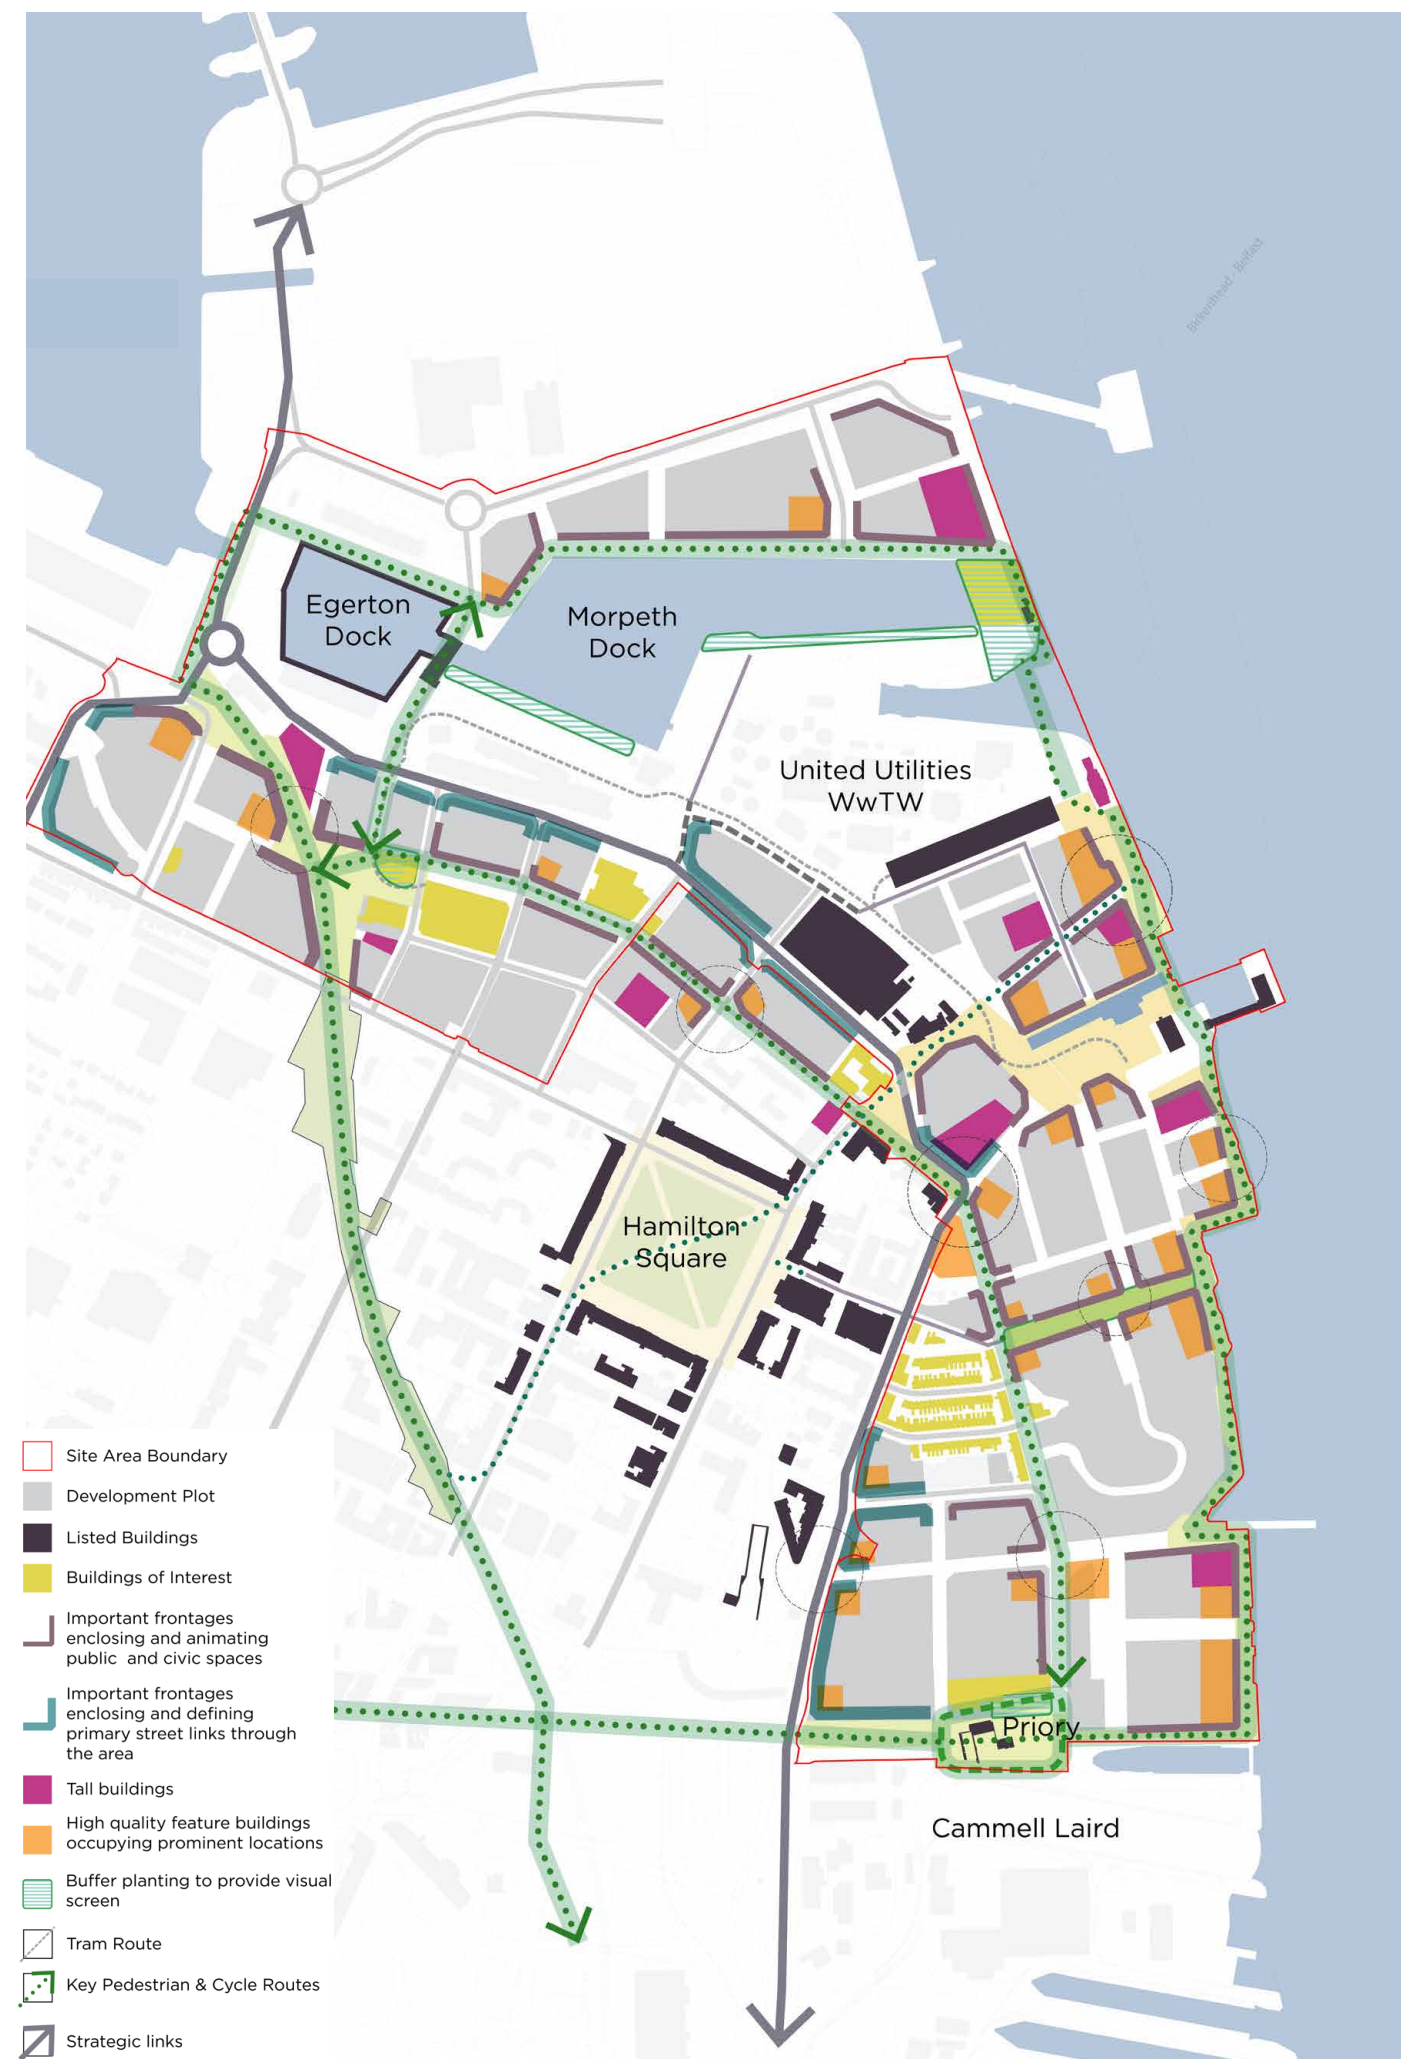 Birkenhead - Belfast
Egerton
Dock
Morpeth
Dock
United Utilities
WwTW
Hamilton
Square
Priory
Cammell Laird
Site Area Boundary
Development Plot
Listed Buildings
Buildings of Interest
Important frontages
enclosing and animating
public and civic spaces
Important frontages
enclosing and defining
primary street links through
the area
Tall buildings
High quality feature buildings
occupying prominent locations
Buffer planting to provide visual
screen
Tram Route
Key Pedestrian & Cycle Routes
Strategic links